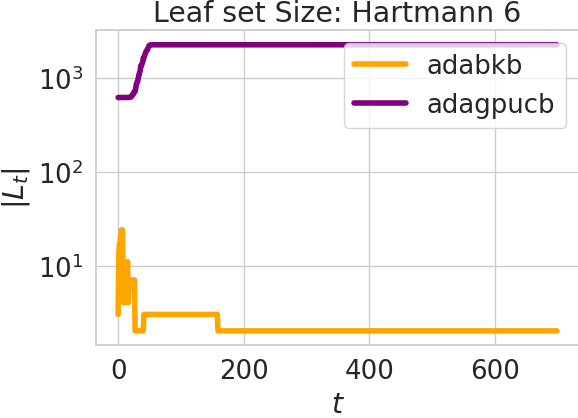 Leaf set Size: Hartmann 6
|L_t|
10³
10²
10¹
adabkb
adagpucb
0 200 400 600
t